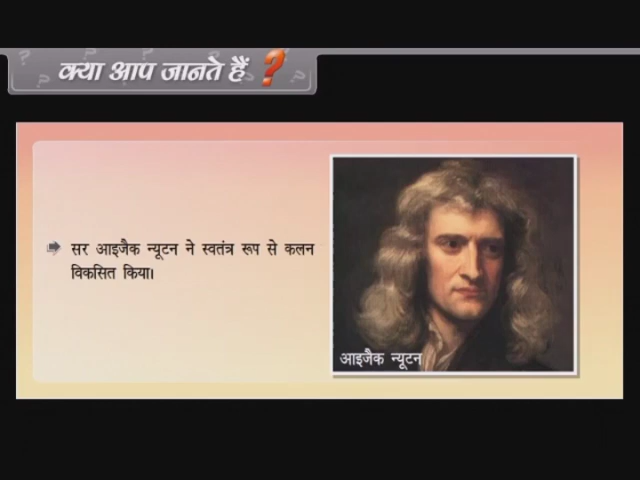 क्या आप जानते हैं ?
सर आइजैक न्यूटन ने स्वतंत्र रूप से कलन
विकसित किया।
आइजैक न्यूटन